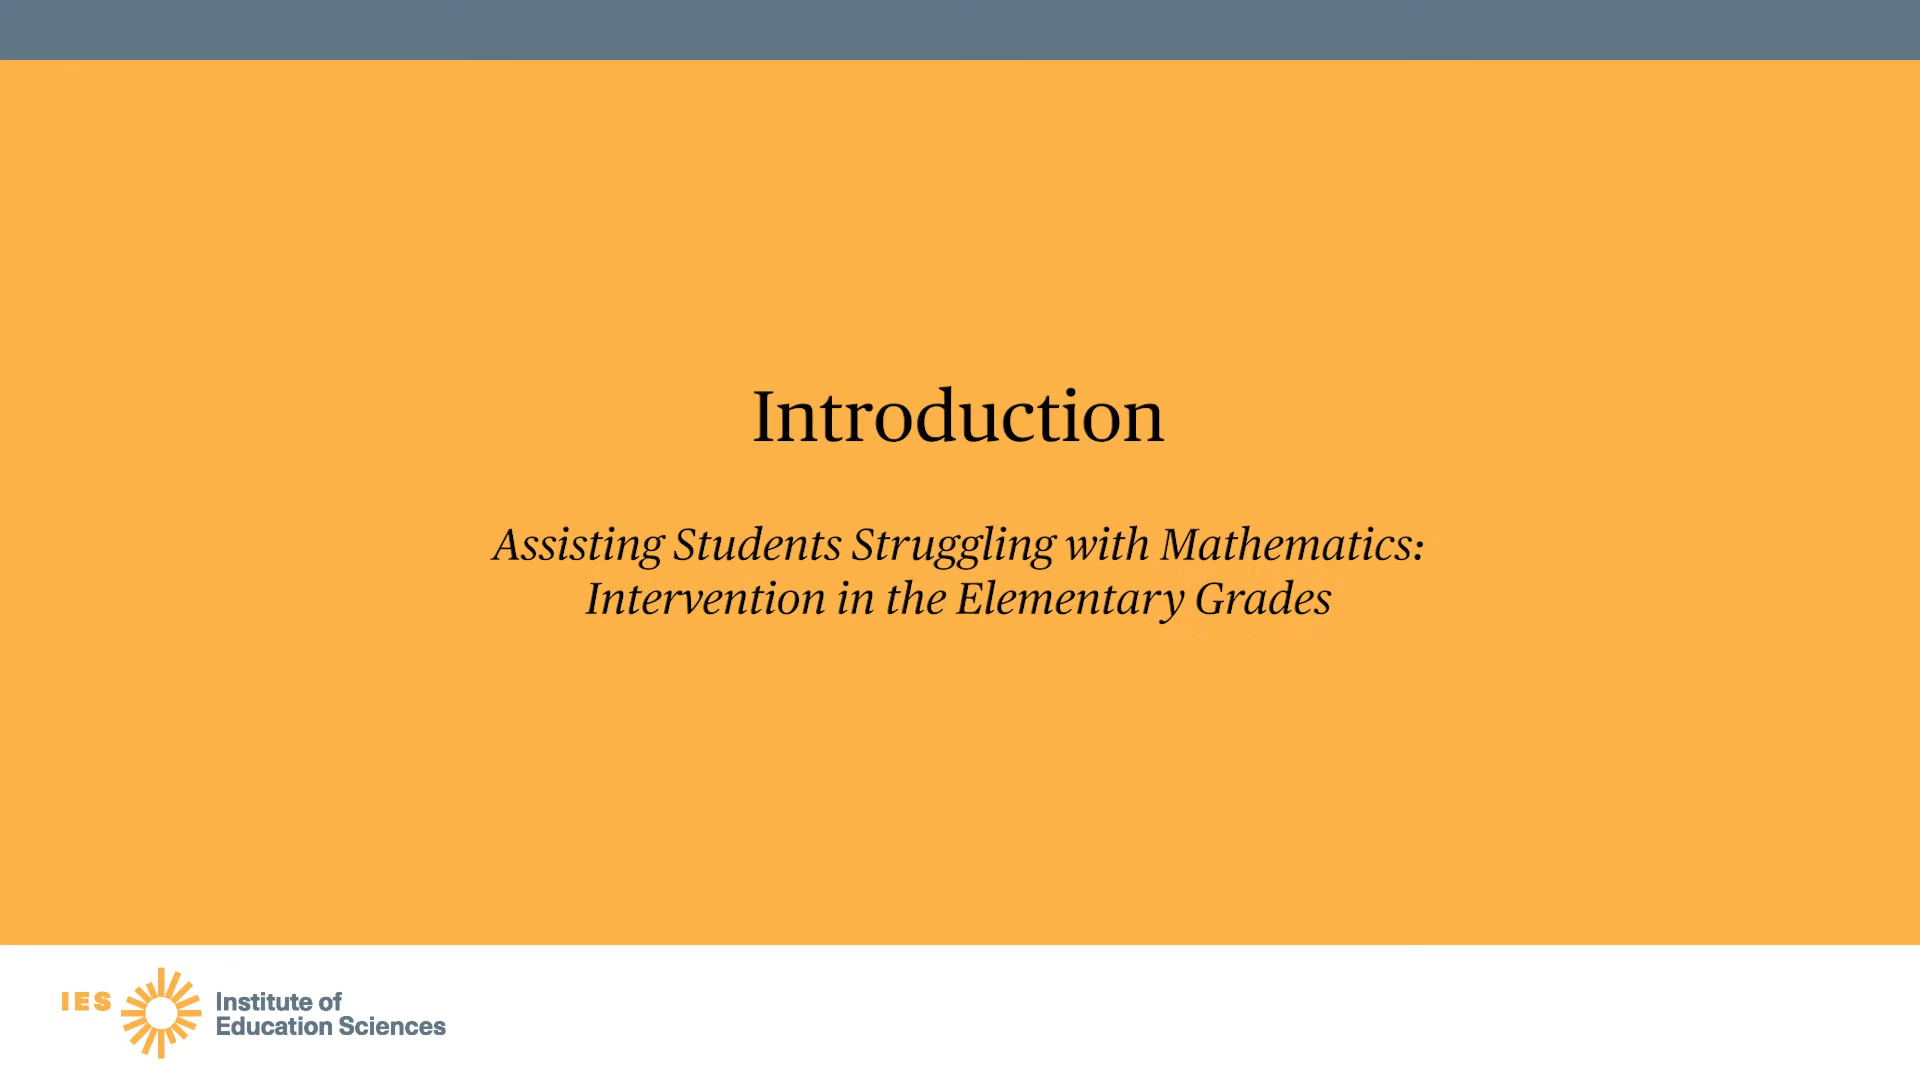 Introduction
Assisting Students Struggling with Mathematics:
Intervention in the Elementary Grades
IES
Institute of
Education Sciences